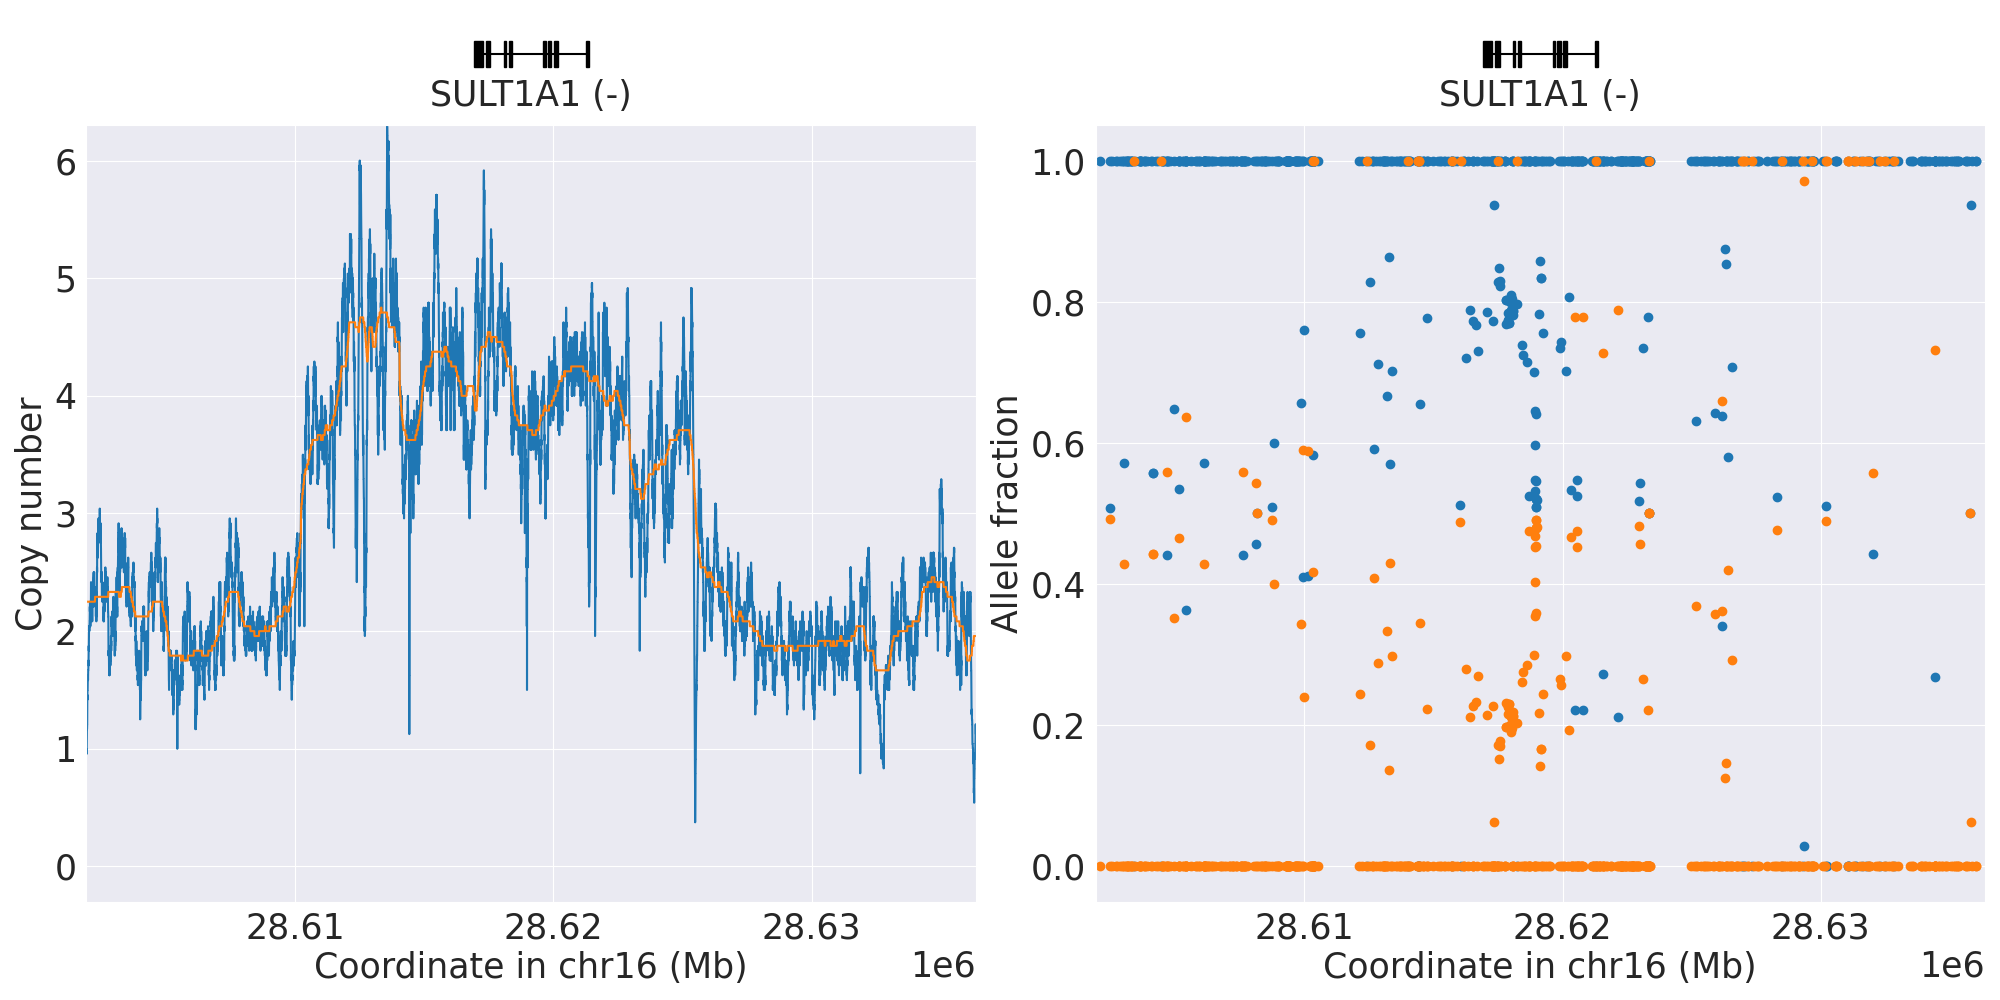 SULT1A1 (-)
SULT1A1 (-)
Copy number
6
5
4
3
2
1
0
28.61
28.62
28.63
Coordinate in chr16 (Mb)
1e6
Allele fraction
1.0
0.8
0.6
0.4
0.2
0.0
28.61
28.62
28.63
Coordinate in chr16 (Mb)
1e6